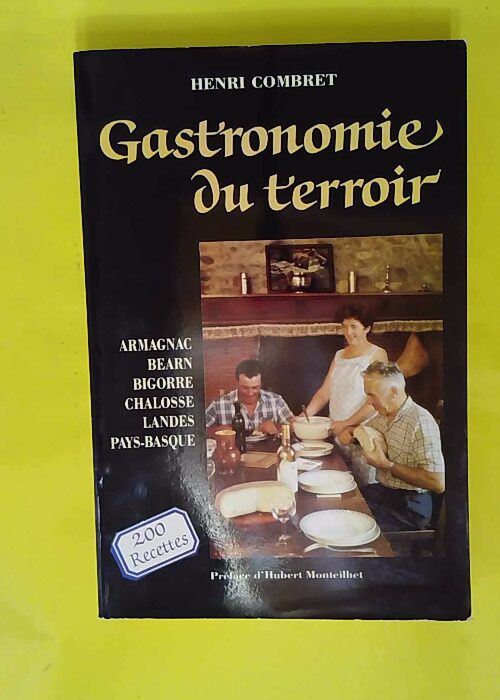 HENRI COMBRET
Gastronomie
du terroir
ARMAGNAC
BEARN
BIGORRE
CHALOSSE
LANDES
PAYS-BASQUE
200
Recettes
Préface d'Hubert Monteilhet